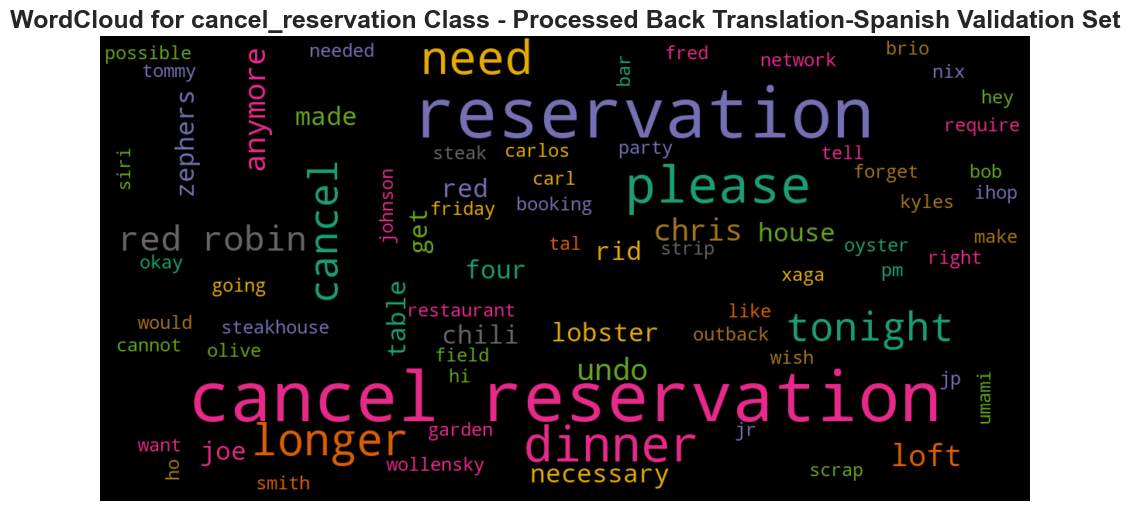 WordCloud for cancel_reservation Class - Processed Back Translation-Spanish Validation Set
possible
needed
need
fred
brio
tommy
anymore
bar
network
nix
zephers
made
reservation
hey
require
siri
cancel
steak
carlos
party
tell
johnson
red
carl
please
forget
bob
ihop
friday
booking
kyles
get
red robin
tal
rid
chris
strip
house
oyster
make
okay
four
pm
right
going
xaga
table
restaurant
like
would
steakhouse
chili
lobster
outback
tonight
cannot
olive
field
undo
wish
hi
jp
umami
cancel reservation
want
joe
longer
garden
dinner
jr
loft
ho
wollensky
necessary
scrap
smith